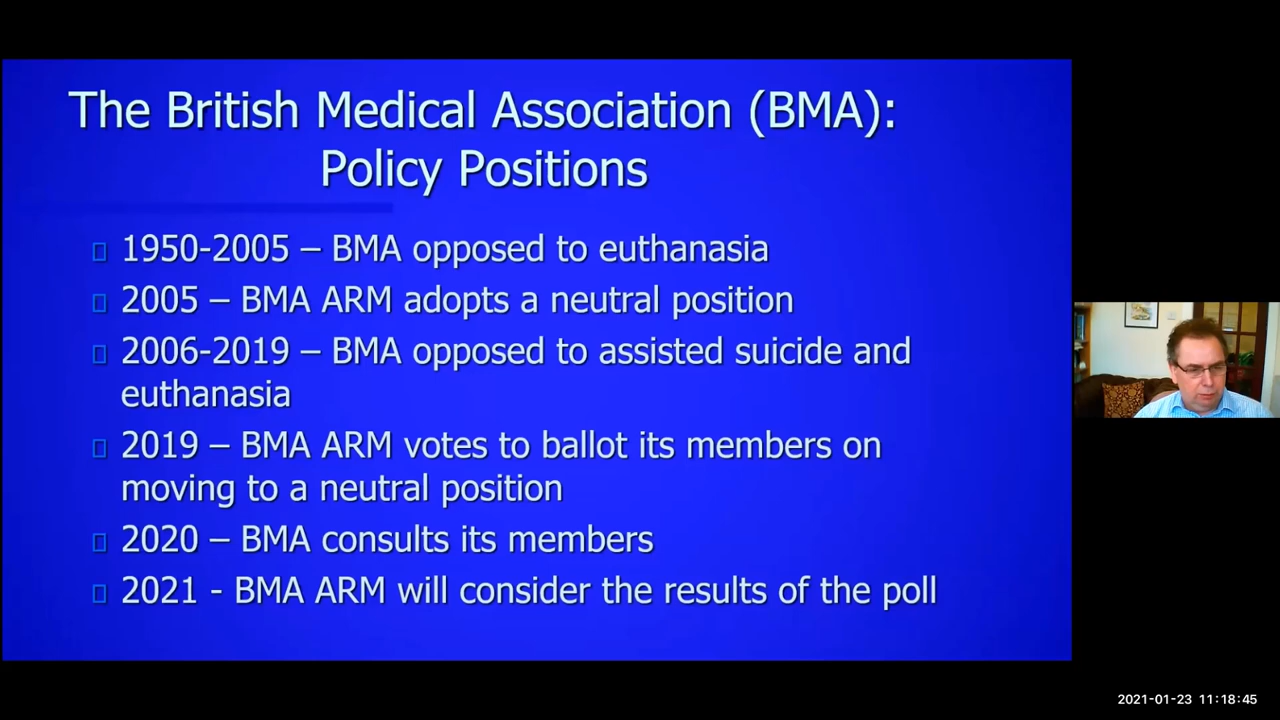 The British Medical Association (BMA):
Policy Positions
1950-2005 – BMA opposed to euthanasia
2005 – BMA ARM adopts a neutral position
2006-2019 – BMA opposed to assisted suicide and
euthanasia
2019 – BMA ARM votes to ballot its members on
moving to a neutral position
2020 – BMA consults its members
2021 - BMA ARM will consider the results of the poll
2021-01-23 11:18:45